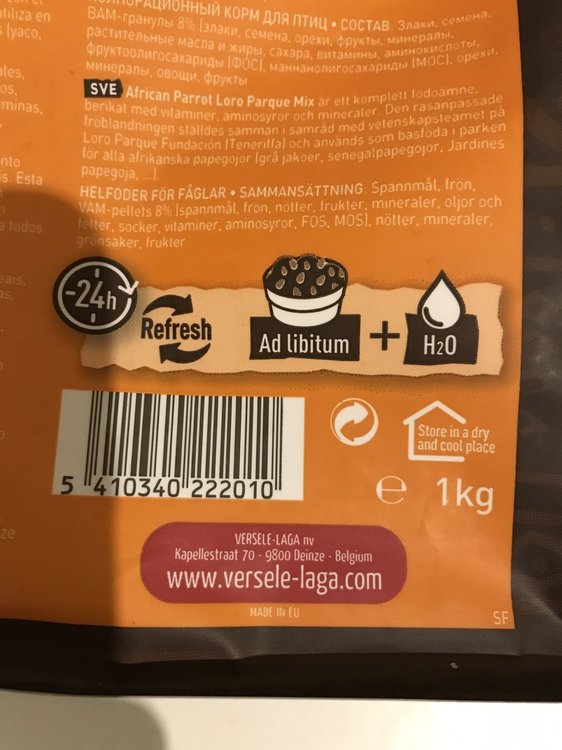 КОРМ ДЛЯ ПТИЦ • СОСТАВ: Злаки, семена,
ВАМ-гранулы 8% [злаки, семена, орехи, фрукты, минералы,
растительные масла и жиры, сахара, витамины, аминокислоты,
фруктоолигосахариды (ФОС), маннанолигосахариды (МОС), орехи,
минералы, овощи, фрукты
SVE African Parrot Loro Parque Mix är ett komplett födoämne,
berikat med vitaminer, aminosyror och mineraler. Den rasanpassade
fröblandningen ställdes samman i samråd med vetenskapsteamet på
Loro Parque Fundación (Teneriffa) och används som basföda i parken
för alla afrikanska papegojor [grå jakoer, senegalpapegojor, Jardines
papegoja, ...].
HELFODER FÖR FÅGLAR • SAMMANSÄTTNING: Spannmål, frön,
VAM-pellets 8% [spannmål, frön, nötter, frukter, mineraler, oljor och
fetter, socker, vitaminer, aminosyror, FOS, MOS], nötter, mineraler,
grönsaker, frukter
-24h
Refresh
Ad libitum
+
H2O
Store in a dry
and cool place
5 410340 222010
e 1kg
VERSELE-LAGA nv
Kapellestraat 70 - 9800 Deinze - Belgium
www.versele-laga.com
MADE IN EU
SF